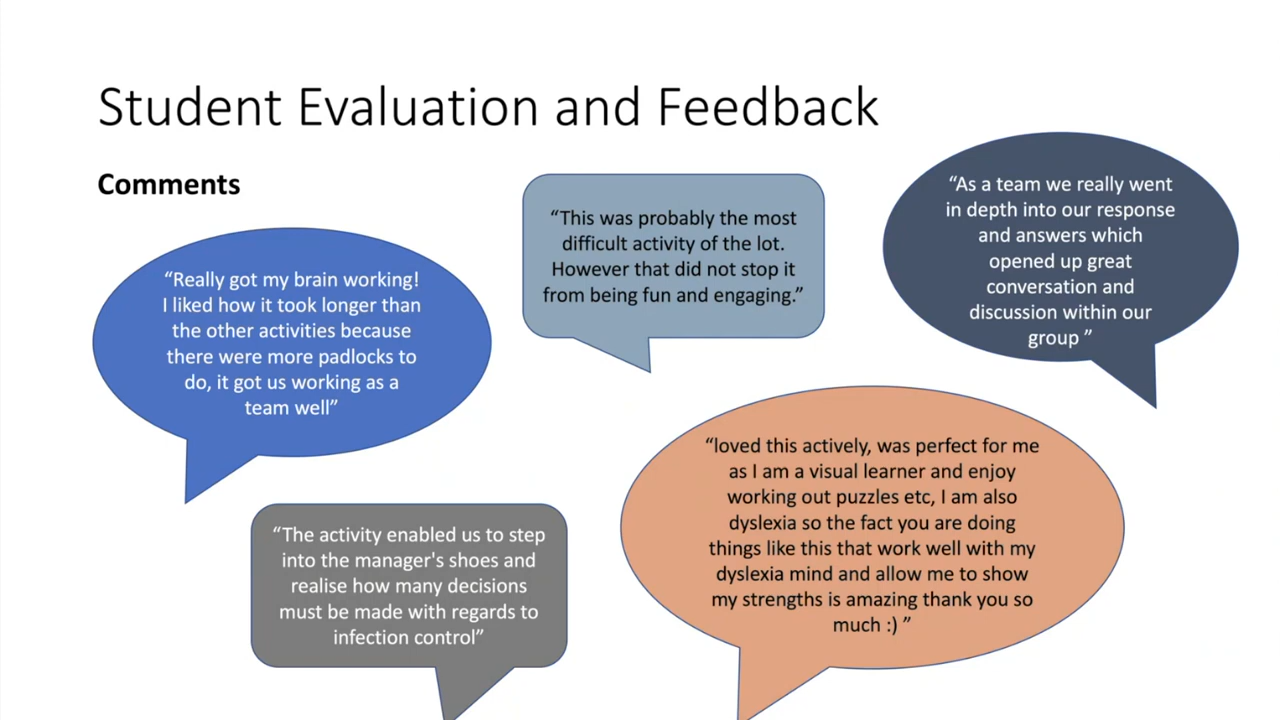 Student Evaluation and Feedback
Comments
“Really got my brain working!
I liked how it took longer than
the other activities because
there were more padlocks to
do, it got us working as a
team well”
“This was probably the most
difficult activity of the lot.
However that did not stop it
from being fun and engaging.”
“As a team we really went
in depth into our response
and answers which
opened up great
conversation and
discussion within our
group ”
“The activity enabled us to step
into the manager's shoes and
realise how many decisions
must be made with regards to
infection control”
“loved this actively, was perfect for me
as I am a visual learner and enjoy
working out puzzles etc, I am also
dyslexia so the fact you are doing
things like this that work well with my
dyslexia mind and allow me to show
my strengths is amazing thank you so
much :) ”